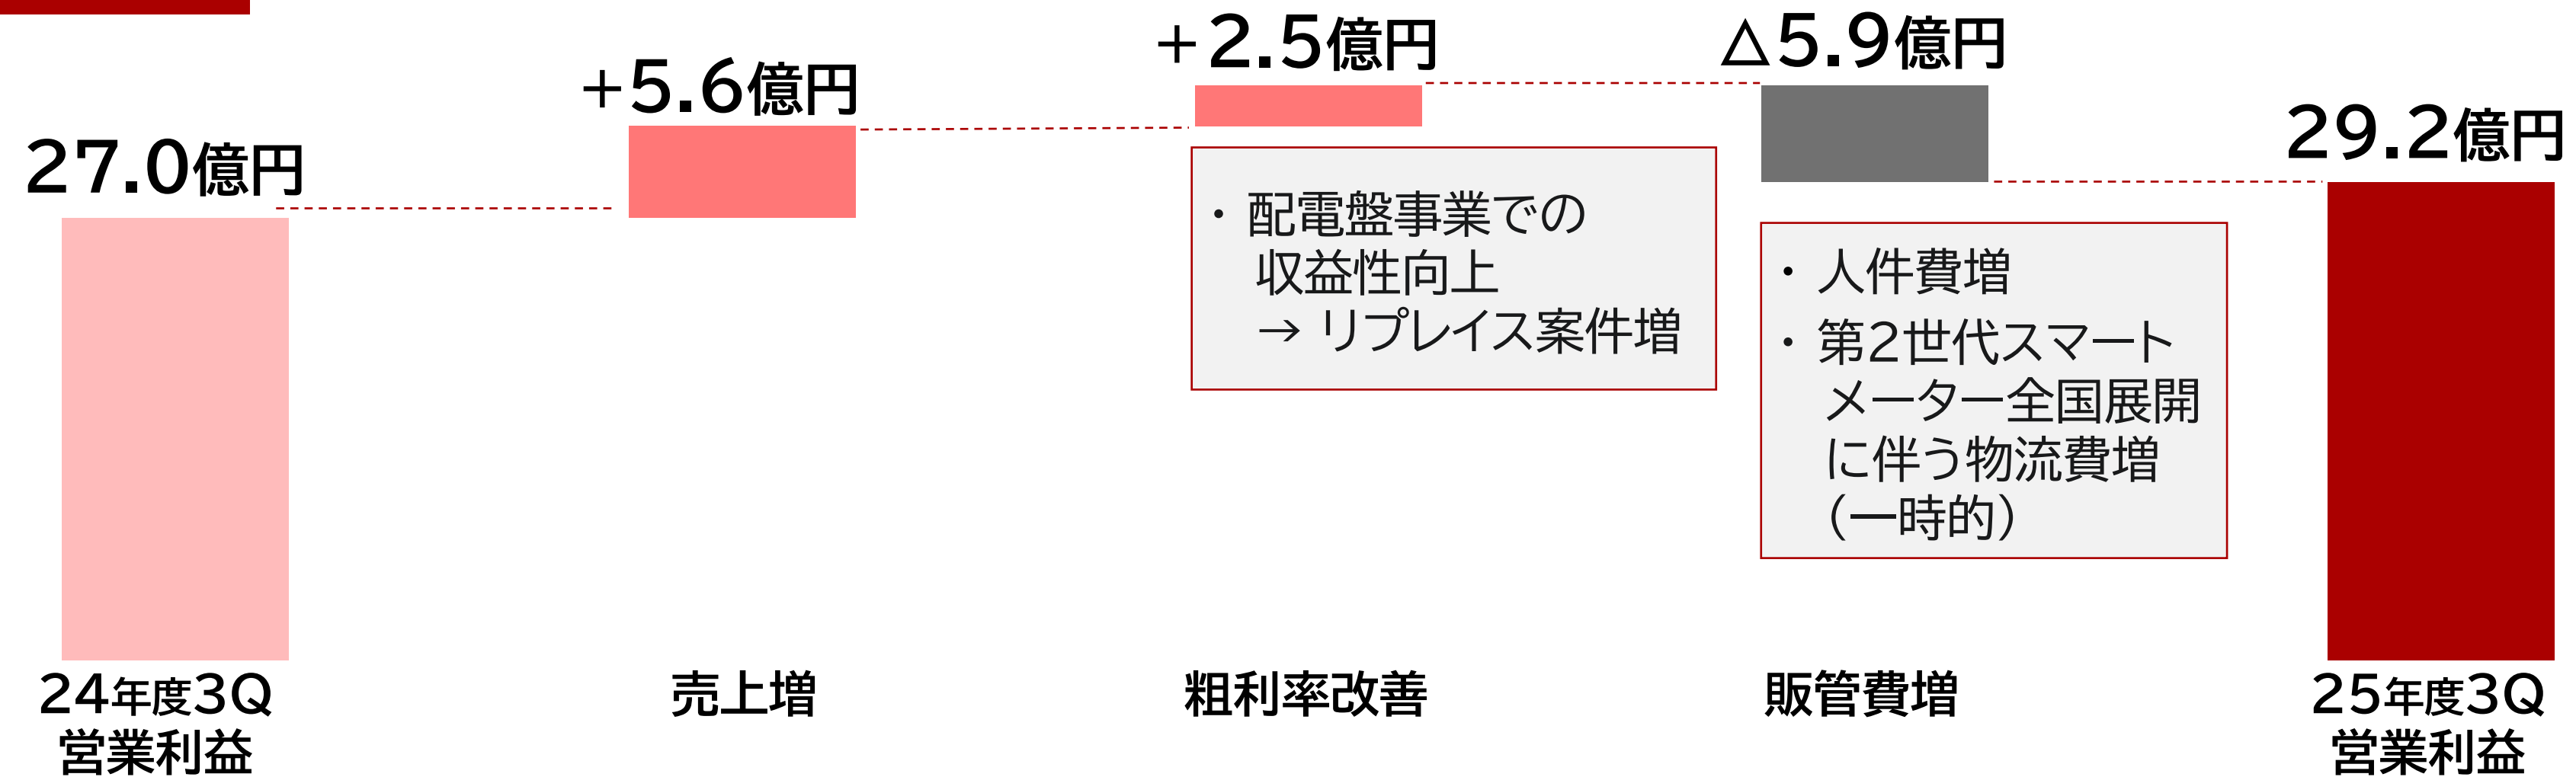 27.0億円
+5.6億円
+2.5億円
△5.9億円
29.2億円
・配電盤事業での
収益性向上
→ リプレイス案件増
・人件費増
・第2世代スマート
メーター全国展開
に伴う物流費増
（一時的）
24年度3Q
営業利益
売上増
粗利率改善
販管費増
25年度3Q
営業利益